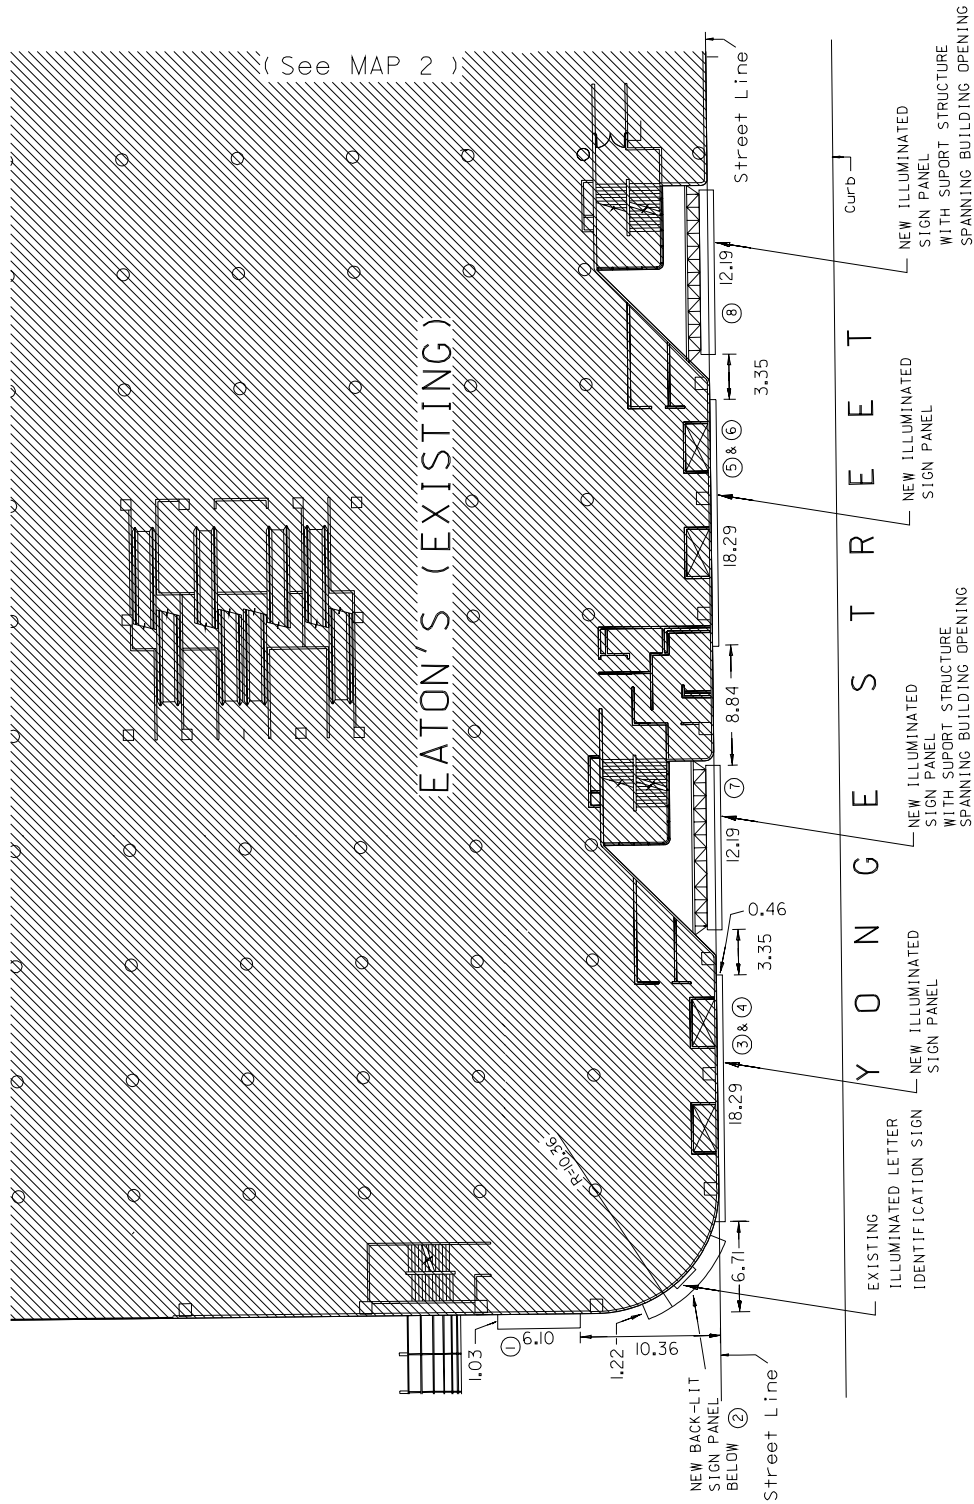 (See MAP 2)
Street Line
Curb
NEW ILLUMINATED
SIGN PANEL
WITH SUPORT STRUCTURE
SPANNING BUILDING OPENING
12.19
8
3.35
EATON'S (EXISTING)
5 & 6
18.29
NEW ILLUMINATED
SIGN PANEL
8.84
7
12.19
NEW ILLUMINATED
SIGN PANEL
WITH SUPORT STRUCTURE
SPANNING BUILDING OPENING
YONGE STREET
0.46
3.35
3 & 4
18.29
NEW ILLUMINATED
SIGN PANEL
R=10.36
6.71
EXISTING
ILLUMINATED LETTER
IDENTIFICATION SIGN
1.03
1
6.10
1.22
10.36
NEW BACK-LIT
SIGN PANEL
BELOW 2
Street Line